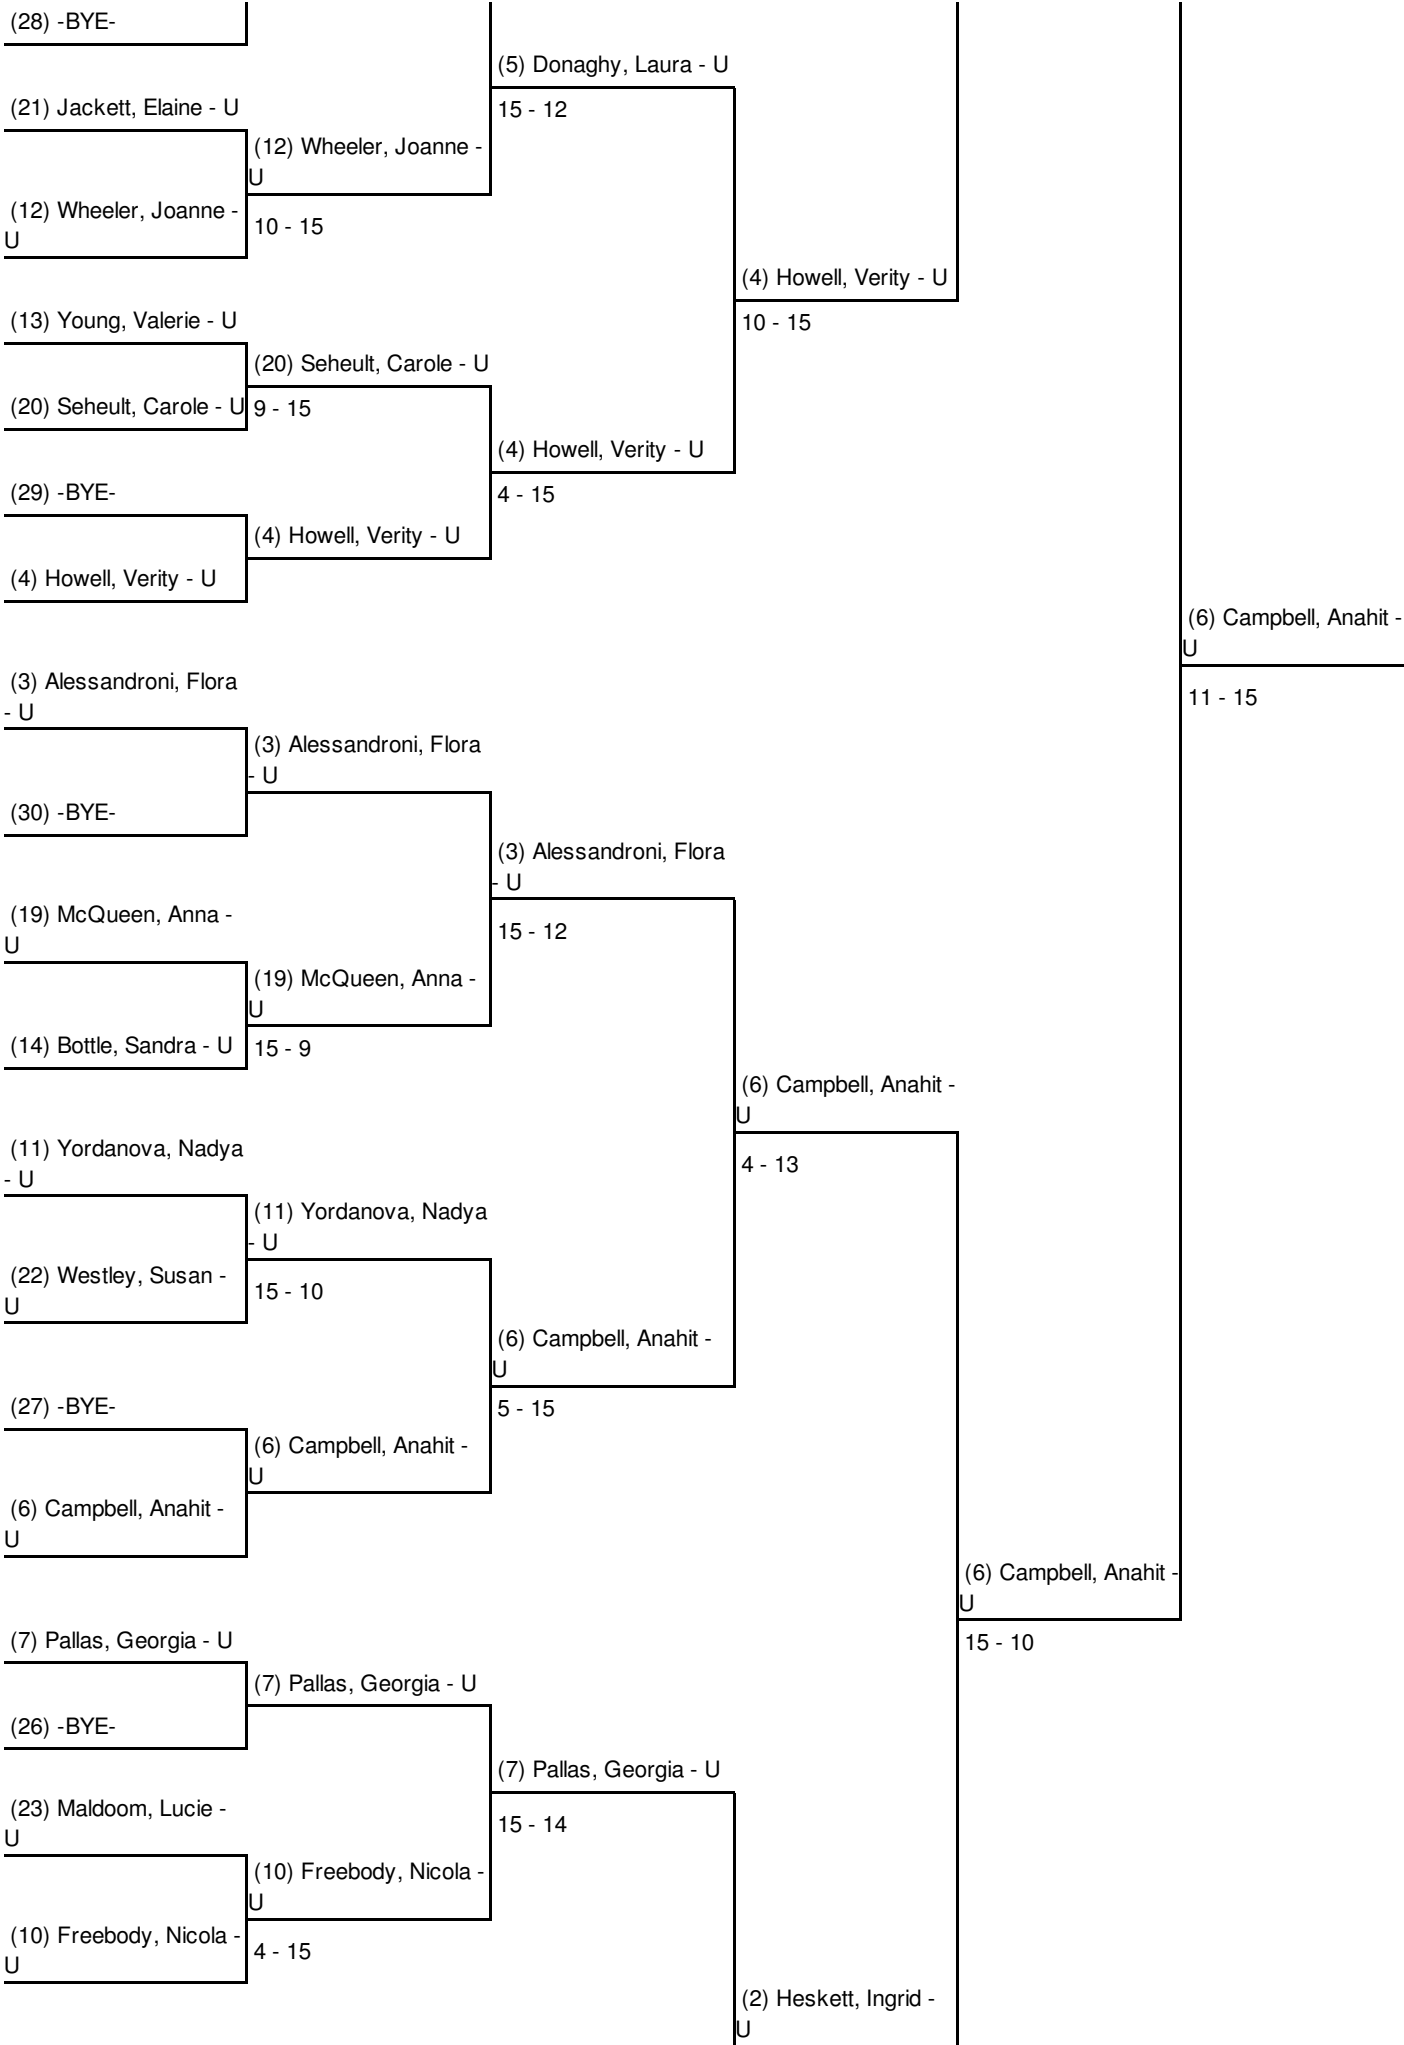 (28) -BYE-
(5) Donaghy, Laura - U
(21) Jackett, Elaine - U
15 - 12
(12) Wheeler, Joanne -
U
(12) Wheeler, Joanne -
U
10 - 15
(4) Howell, Verity - U
(13) Young, Valerie - U
10 - 15
(20) Seheult, Carole - U
(20) Seheult, Carole - U
9 - 15
(4) Howell, Verity - U
(29) -BYE-
4 - 15
(4) Howell, Verity - U
(4) Howell, Verity - U
(6) Campbell, Anahit -
U
(3) Alessandroni, Flora
- U
11 - 15
(3) Alessandroni, Flora
- U
(30) -BYE-
(3) Alessandroni, Flora
- U
(19) McQueen, Anna -
U
15 - 12
(19) McQueen, Anna -
U
(14) Bottle, Sandra - U
15 - 9
(6) Campbell, Anahit -
U
(11) Yordanova, Nadya
- U
4 - 13
(11) Yordanova, Nadya
- U
(22) Westley, Susan -
U
15 - 10
(6) Campbell, Anahit -
U
(27) -BYE-
5 - 15
(6) Campbell, Anahit -
U
(6) Campbell, Anahit -
U
(6) Campbell, Anahit -
U
(7) Pallas, Georgia - U
15 - 10
(7) Pallas, Georgia - U
(26) -BYE-
(7) Pallas, Georgia - U
(23) Maldoom, Lucie -
U
15 - 14
(10) Freebody, Nicola -
U
(10) Freebody, Nicola -
U
4 - 15
(2) Heskett, Ingrid -
U